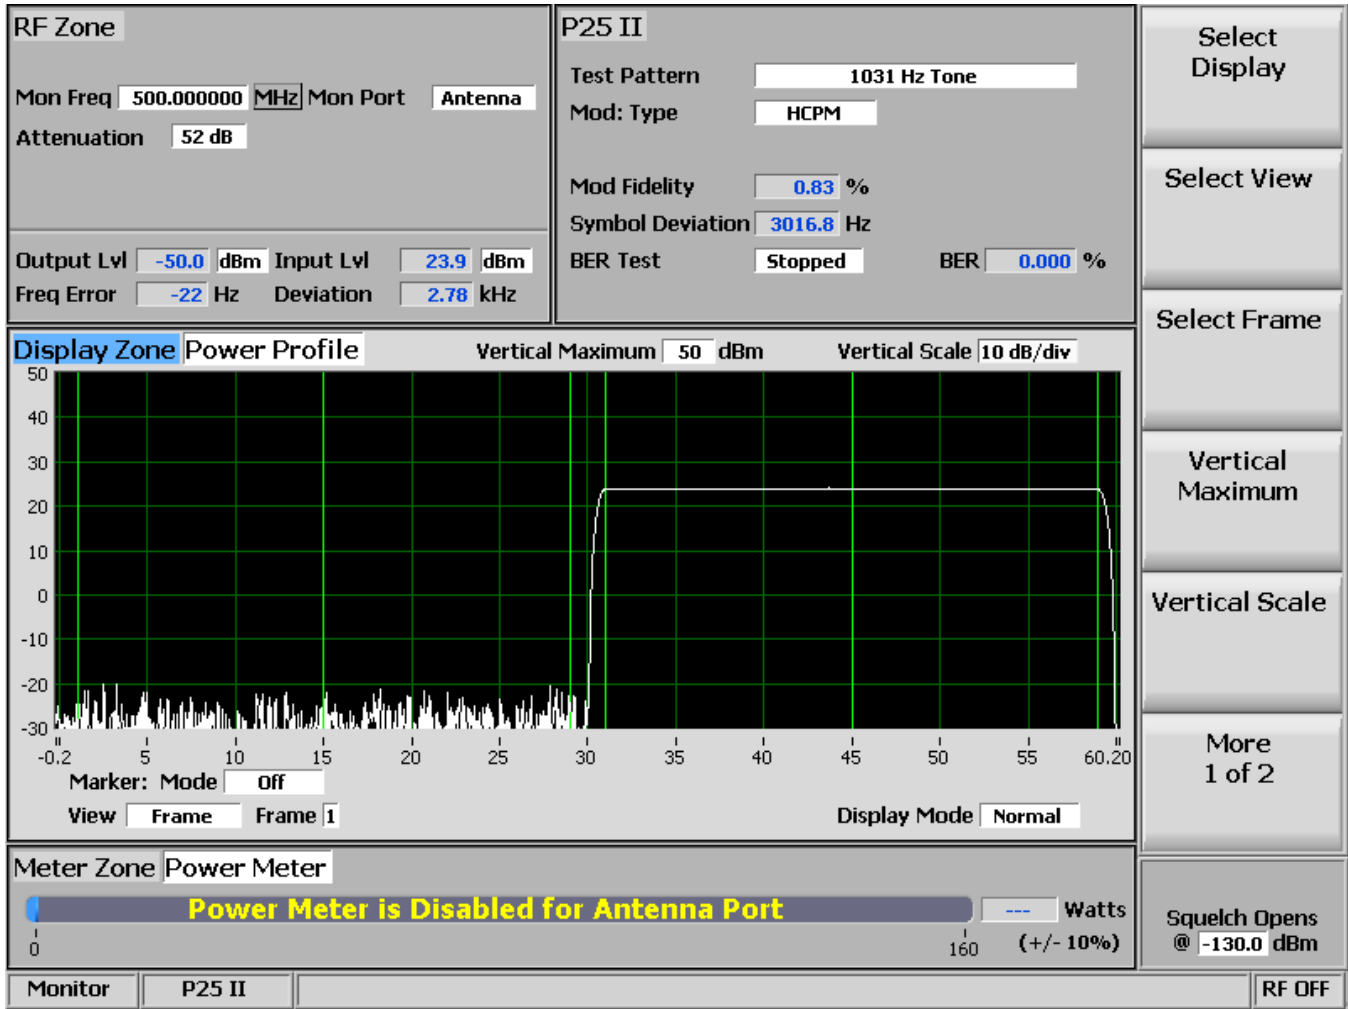 RF Zone
Mon Freq 500.000000 MHz Mon Port Antenna
Attenuation 52 dB
Output Lvl -50.0 dBm Input Lvl 23.9 dBm
Freq Error -22 Hz Deviation 2.78 kHz
P25 II
Test Pattern 1031 Hz Tone
Mod: Type HCPM
Mod Fidelity 0.83 %
Symbol Deviation 3016.8 Hz
BER Test Stopped BER 0.000 %
Display Zone Power Profile Vertical Maximum 50 dBm Vertical Scale 10 dB/div
50
40
30
20
10
0
-10
-20
-30
-0.2 5 10 15 20 25 30 35 40 45 50 55 60.20
Marker: Mode Off
View Frame Frame 1 Display Mode Normal
Meter Zone Power Meter
Power Meter is Disabled for Antenna Port --- Watts
0 160 (+/- 10%)
Select
Display
Select View
Select Frame
Vertical
Maximum
Vertical Scale
More
1 of 2
Squelch Opens
@ -130.0 dBm
Monitor P25 II RF OFF